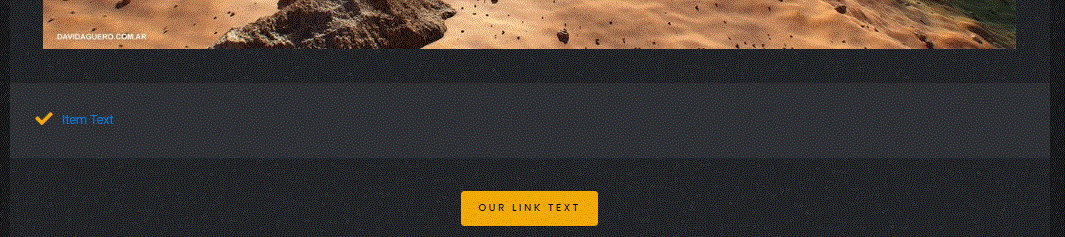 DAVIDAGUERO.COM.AR
Item Text
OUR LINK TEXT